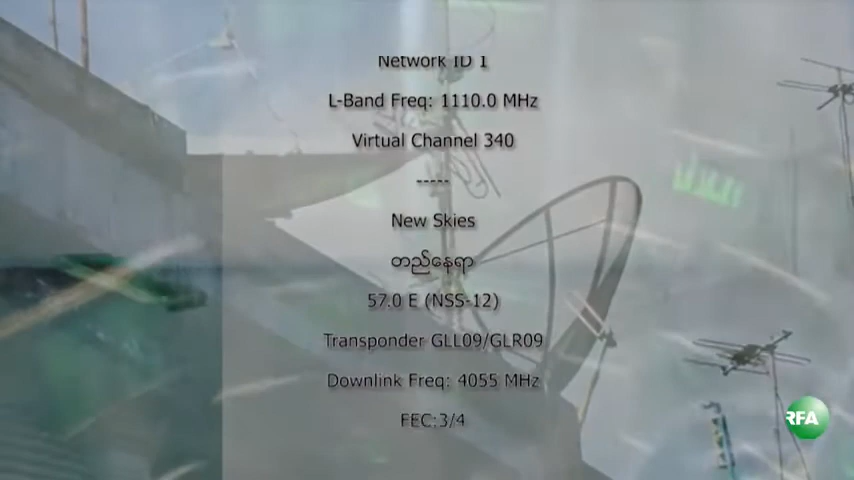 Network ID 1
L-Band Freq: 1110.0 MHz
Virtual Channel 340
-----
New Skies
တည်နေရာ
57.0 E (NSS-12)
Transponder GLL09/GLR09
Downlink Freq: 4055 MHz
FEC:3/4
RFA